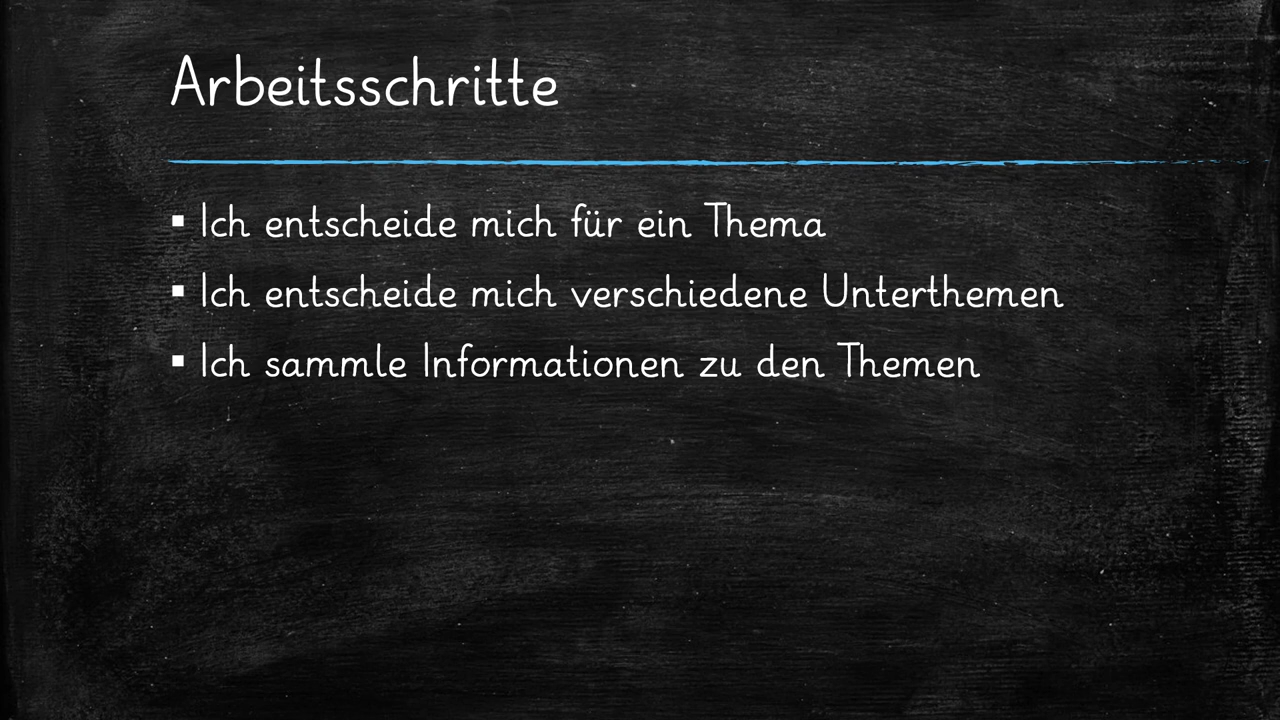 Arbeitsschritte
▪ Ich entscheide mich für ein Thema
▪ Ich entscheide mich verschiedene Unterthemen
▪ Ich sammle Informationen zu den Themen